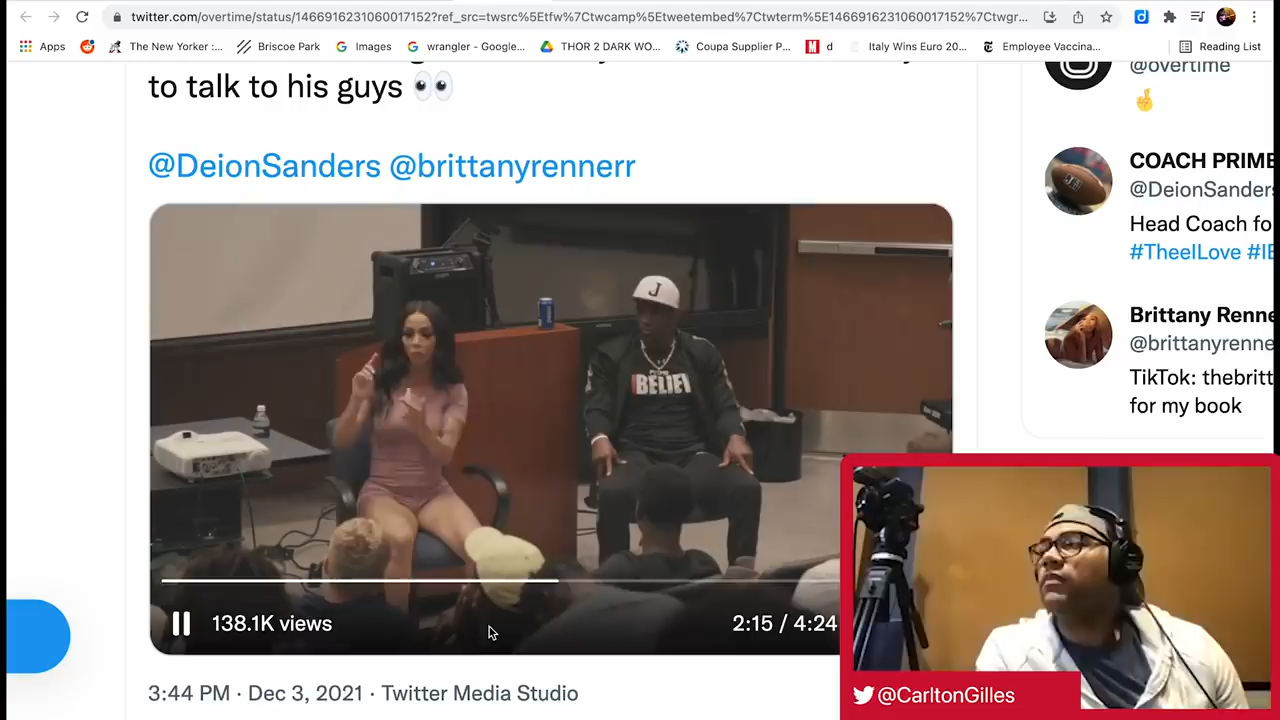 twitter.com/overtime/status/1466916231060017152?ref_src=twsrc%5Etfw%7Ctwcamp%5Etweetembed%7Ctwterm%5E1466916231060017152%7Ctwgr...
Apps The New Yorker :... Briscoe Park Images wrangler - Google... THOR 2 DARK WO... Coupa Supplier P... d Italy Wins Euro 20... Employee Vaccina... Reading List
to talk to his guys 👀
@DeionSanders @brittanyrennerr
@overtime
✌
COACH PRIME
@DeionSanders
Head Coach fo
#TheeILove #IB
Brittany Renne
@brittanyrenne
TikTok: thebritt
for my book
J
BELIEVE
138.1K views
2:15 / 4:24
3:44 PM · Dec 3, 2021 · Twitter Media Studio
@CarltonGilles